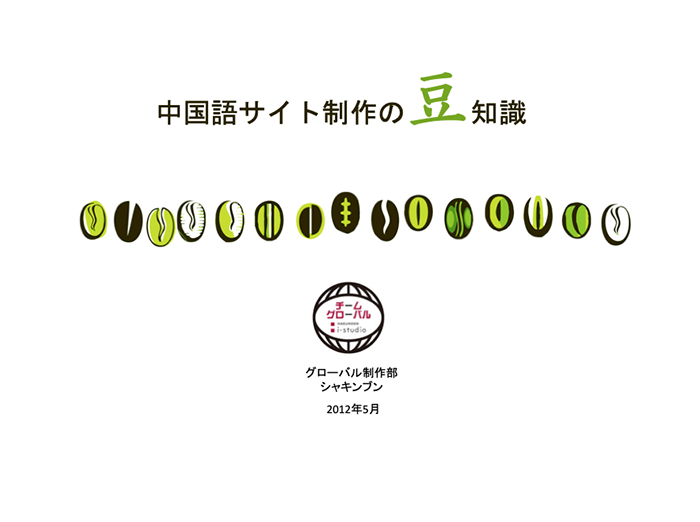 中国語サイト制作の豆知識
チーム
グローバル
i-studio
グローバル制作部
シャキンブン
2012年5月